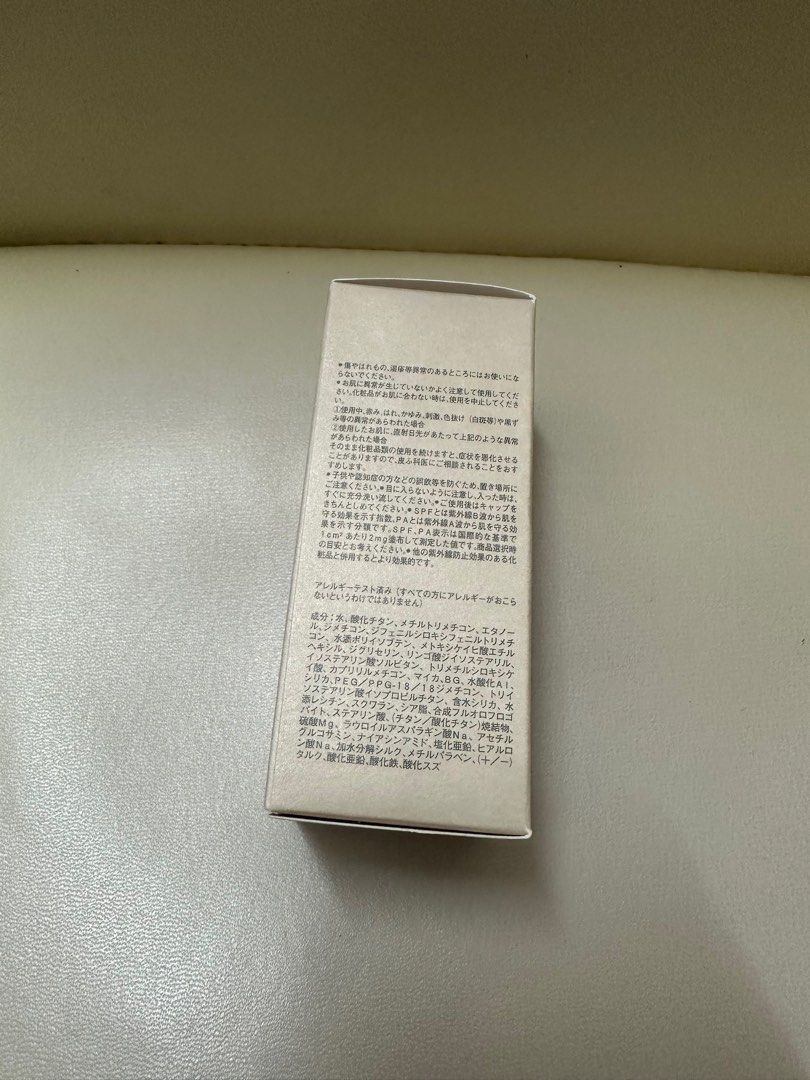 ●傷やはれもの、湿疹等異常のあるところにはお使いにな
らないでください。
●お肌に異常が生じていないかよく注意して使用してくだ
さい。化粧品がお肌に合わない時は、使用を中止してくださ
い。
①使用中、赤み、はれ、かゆみ、刺激、色抜け(白斑等)や黒ず
み等の異常があらわれた場合
②使用したお肌に、直射日光があたって上記のような異常
があらわれた場合
そのまま化粧品類の使用を続けますと、症状を悪化させる
ことがありますので、皮ふ科医にご相談されることをおす
すめします。
●子供や認知症の方などの誤飲等を防ぐため、置き場所に
ご注意ください。●目に入らないように注意し、入った時は、
すぐに充分洗い流してください。●ご使用後はキャップを
きちんとしめてください。●SPFとは紫外線B波から肌を
守る効果を示す指数、PAとは紫外線A波から肌を守る効
果を示す分類です。SPF、PA表示は国際的な基準で
1cm²あたり2mg塗布して測定した値です。商品選択時
の目安とお考えください。●他の紫外線防止効果のある化
粧品と併用するとより効果的です。
アレルギーテスト済み(すべての方にアレルギーがおこら
ないというわけではありません)
成分:水、酸化チタン、メチルトリメチコン、エタノー
ル、ジメチコン、ジフェニルシロキシフェニルトリメチ
コン、水添ポリイソブテン、メトキシケイヒ酸エチル
ヘキシル、ジグリセリン、リンゴ酸ジイソステアリル、
イソステアリン酸ソルビタン、トリメチルシロキシケ
イ酸、カプリリルメチコン、マイカ、BG、水酸化Al、
シリカ、PEG/PPG-18/18ジメチコン、トリイ
ソステアリン酸イソプロピルチタン、含水シリカ、水
添レシチン、スクワラン、シア脂、合成フルオロフロゴ
パイト、ステアリン酸、(チタン/酸化チタン)焼結物、
硫酸Mg、ラウロイルアスパラギン酸Na、アセチル
グルコサミン、ナイアシンアミド、塩化亜鉛、ヒアルロ
ン酸Na、加水分解シルク、メチルパラベン、(+/-)
タルク、酸化亜鉛、酸化鉄、酸化スズ